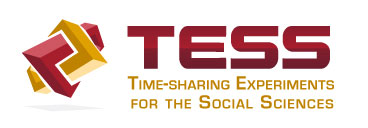 TESS
Time-sharing Experiments
for the Social Sciences